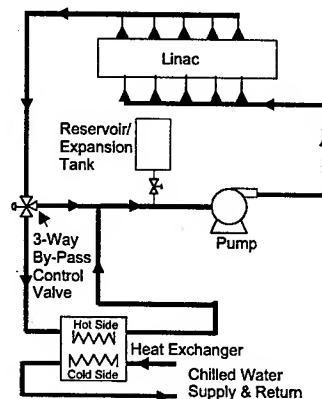 Linac
Reservoir/
Expansion
Tank
Pump
3-Way
By-Pass
Control
Valve
Hot Side
Cold Side
Heat Exchanger
Chilled Water
Supply & Return